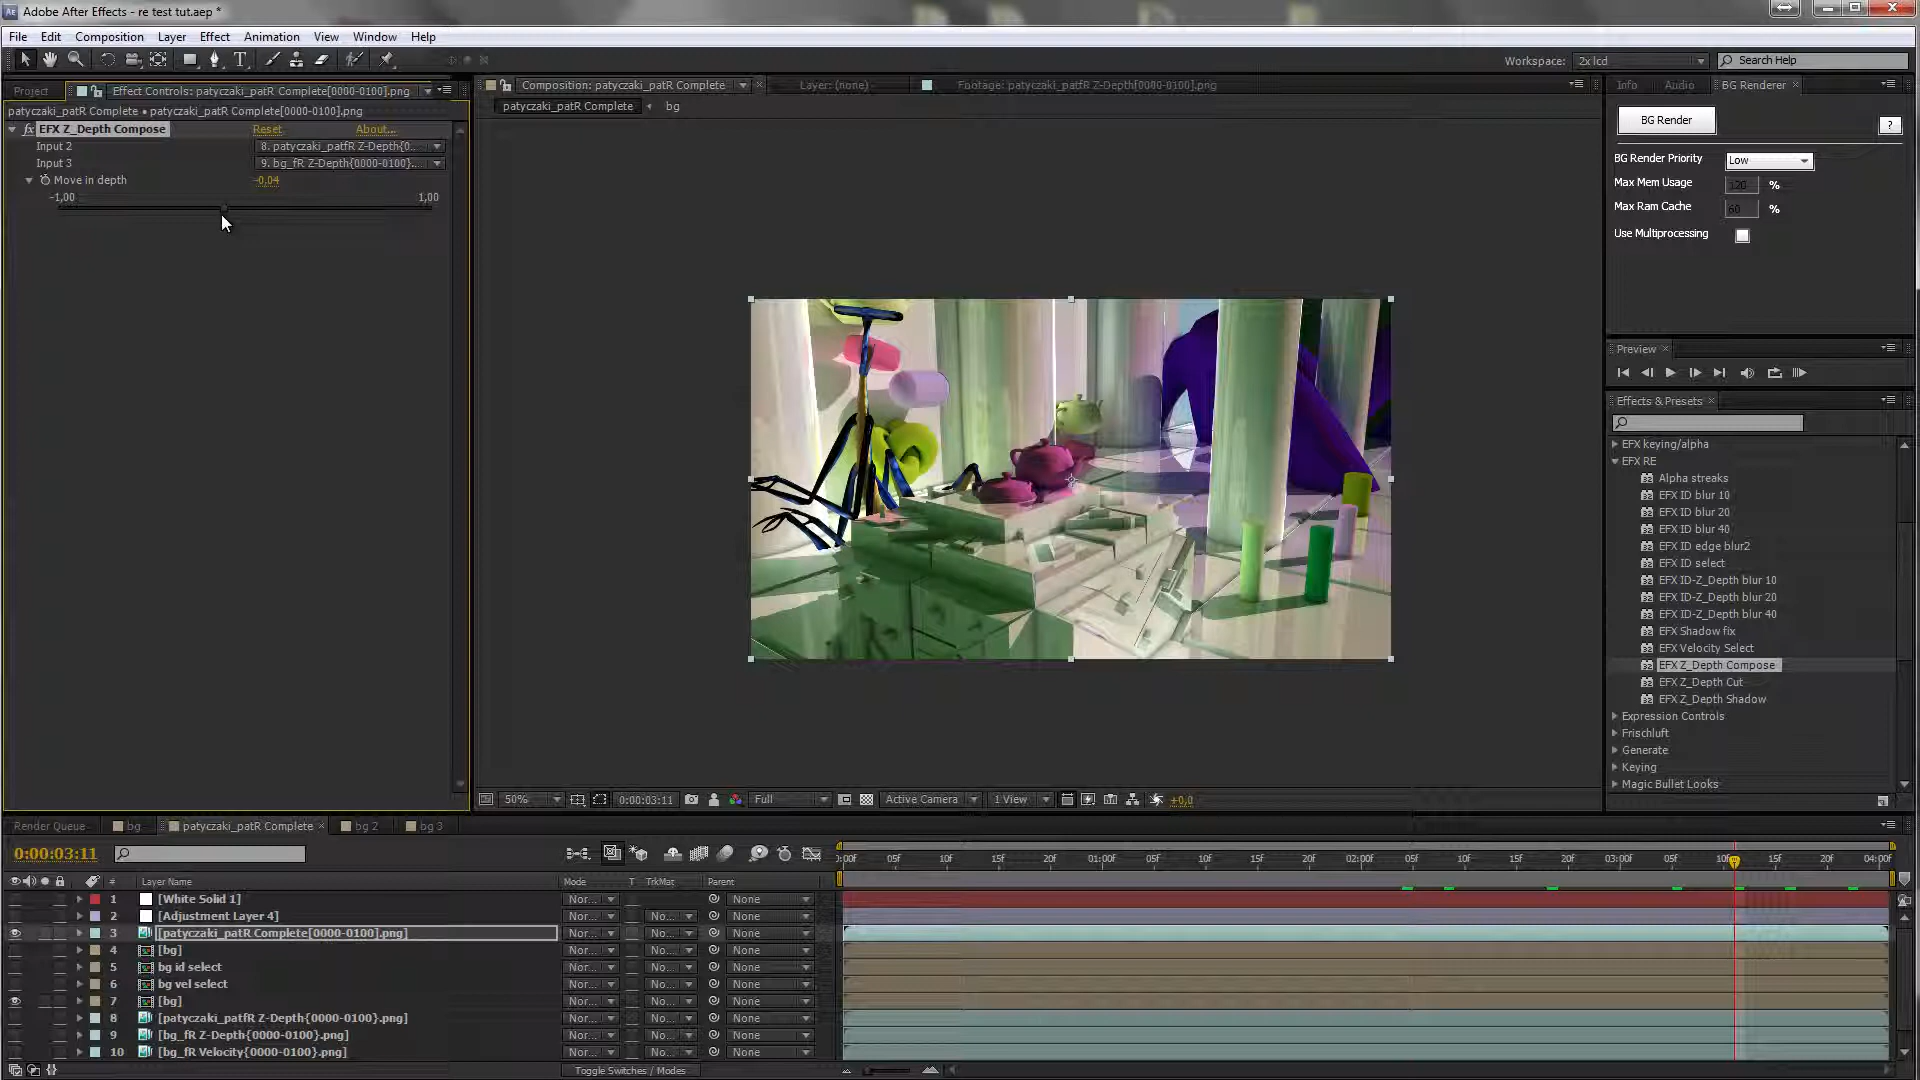 Adobe After Effects - re test tut.aep *
File Edit Composition Layer Effect Animation View Window Help
Workspace: 2x lcd Search Help
Project Effect Controls: patyczaki_patR Complete[0000-0100].png
Composition: patyczaki_patR Complete Layer: (none) Footage: patyczaki_patfR Z-Depth[0000-0100].png
Info Audio BG Renderer
patyczaki_patR Complete bg
patyczaki_patR Complete • patyczaki_patR Complete[0000-0100].png
EFX Z_Depth Compose Reset About...
Input 2 8. patyczaki_patfR Z-Depth{0...
Input 3 9. bg_fR Z-Depth{0000-0100}....
Move in depth -0,04
-1,00 1,00
BG Render ?
BG Render Priority Low
Max Mem Usage 120 %
Max Ram Cache 60 %
Use Multiprocessing
Preview
Effects & Presets
EFX keying/alpha
EFX RE
Alpha streaks
EFX ID blur 10
EFX ID blur 20
EFX ID blur 40
EFX ID edge blur2
EFX ID select
EFX ID-Z_Depth blur 10
EFX ID-Z_Depth blur 20
EFX ID-Z_Depth blur 40
EFX Shadow fix
EFX Velocity Select
EFX Z_Depth Compose
EFX Z_Depth Cut
EFX Z_Depth Shadow
Expression Controls
Frischluft
Generate
Keying
Magic Bullet Looks
50% 0:00:03:11 Full Active Camera 1 View +0,0
Render Queue bg patyczaki_patR Complete bg 2 bg 3
0:00:03:11
:00f 05f 10f 15f 20f 01:00f 05f 10f 15f 20f 02:00f 05f 10f 15f 20f 03:00f 05f 10f 15f 20f 04:00f
# Layer Name Mode T TrkMat Parent
1 [White Solid 1] Nor... None
2 [Adjustment Layer 4] Nor... No... None
3 [patyczaki_patR Complete[0000-0100].png] Nor... No... None
4 [bg] Nor... No... None
5 bg id select Nor... No... None
6 bg vel select Nor... No... None
7 [bg] Nor... No... None
8 [patyczaki_patfR Z-Depth{0000-0100}.png] Nor... No... None
9 [bg_fR Z-Depth{0000-0100}.png] Nor... No... None
10 [bg_fR Velocity{0000-0100}.png] Nor... No... None
Toggle Switches / Modes